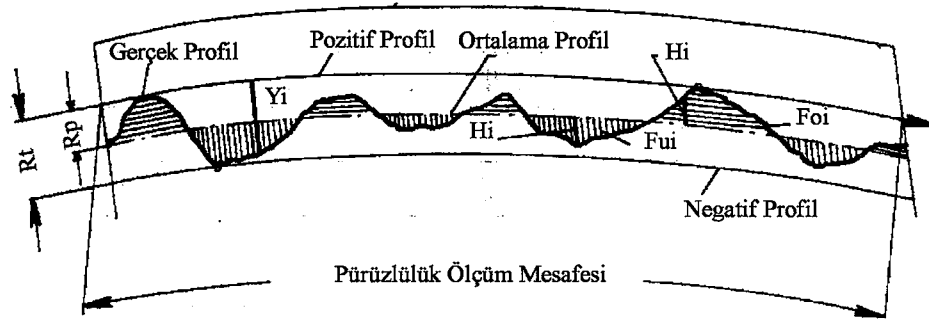 Gerçek Profil
Pozitif Profil
Ortalama Profil
Hi
Yi
Foi
Rt
Rp
Hi
Fui
Negatif Profil
Pürüzlülük Ölçüm Mesafesi